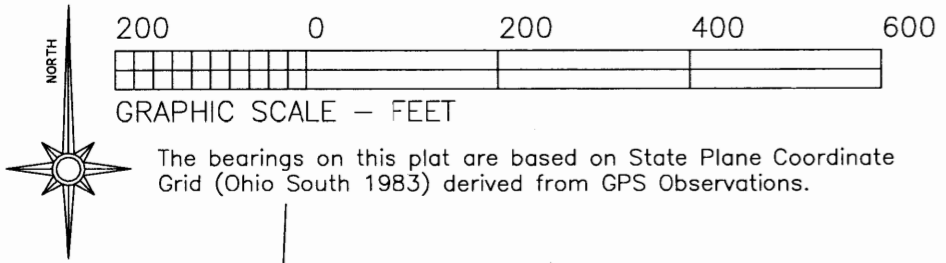 200 0 200 400 600
NORTH
GRAPHIC SCALE – FEET
The bearings on this plat are based on State Plane Coordinate
Grid (Ohio South 1983) derived from GPS Observations.